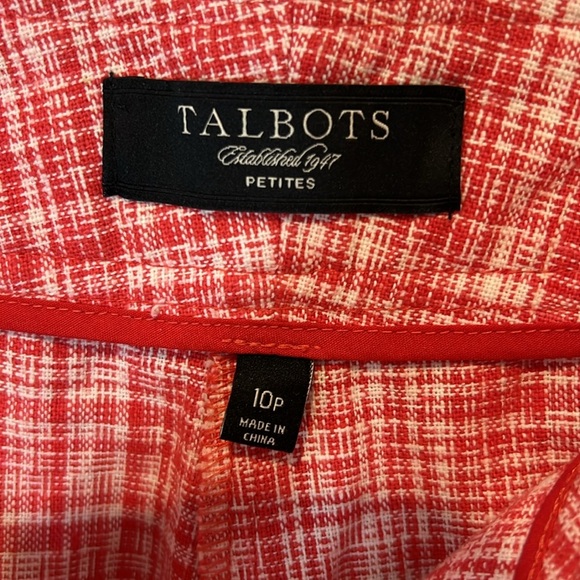 TALBOTS
Established 1947
PETITES
10P
MADE IN
CHINA